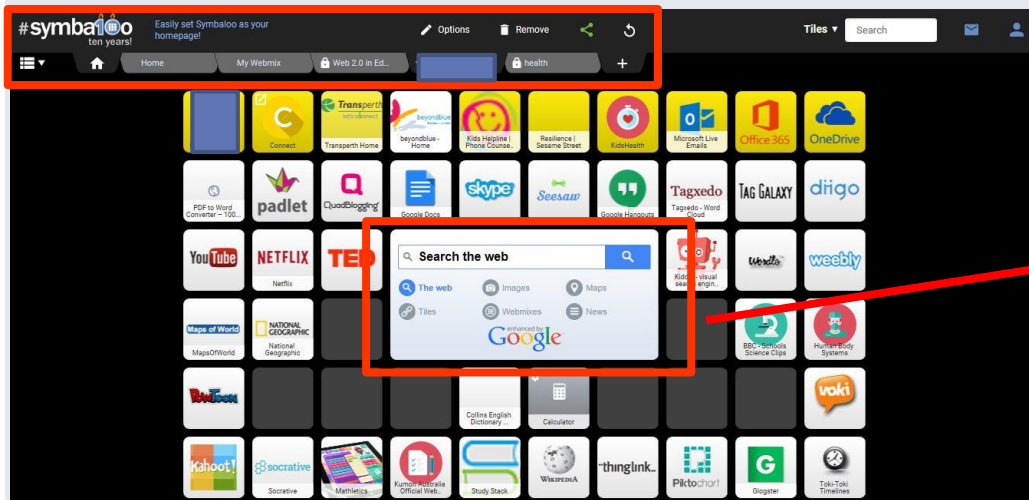 #symbaloo
ten years!
Easily set Symbaloo as your
homepage!
Options
Remove
Tiles
Search
Home
My Webmix
Web 2.0 in Ed...
health
+
Connect
Transperth
let's connect
Transperth Home
beyondblue
beyondblue -
Home
Kids Helpline |
Phone Counse..
Resilience |
Sesame Street
KidsHealth
Microsoft Live
Emails
Office 365
OneDrive
PDF to Word
Converter – 100...
padlet
QuadBlogging
Google Docs
skype
Seesaw
Google Hangouts
Tagxedo
Tagxedo - Word
Cloud
TAG GALAXY
diigo
YouTube
NETFLIX
Netflix
TED
Search the web
The web
Images
Maps
Tiles
Webmixes
News
enhanced by
Google
- visual
search engin..
Wordle
weebly
Maps of World
MapsOfWorld
NATIONAL
GEOGRAPHIC
National
Geographic
BBC - Schools
Science Clips
Human Body
Systems
PowToon
Collins English
Dictionary ...
Calculator
voki
Kahoot!
socrative
Socrative
Mathletics
Kumon Australia
Official Web..
Study Stack
WIKIPEDIA
thinglink..
Piktochart
G
Glogster
Toki-Toki
Timelines